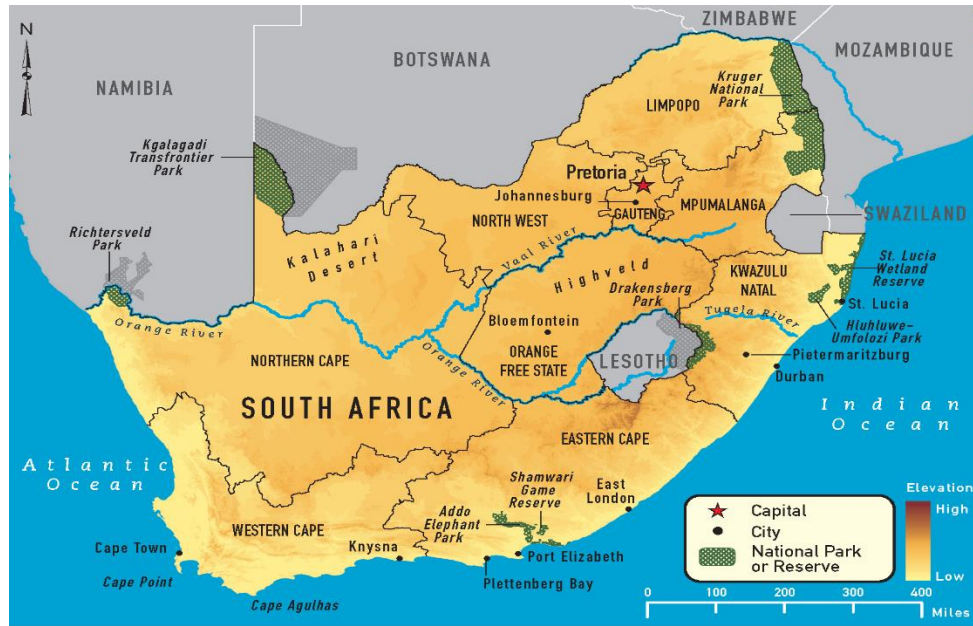 ZIMBABWE
N
BOTSWANA
MOZAMBIQUE
NAMIBIA
Kruger
National
Park
LIMPOPO
Kgalagadi
Transfrontier
Park
Pretoria
Johannesburg
GAUTENG
MPUMALANGA
NORTH WEST
SWAZILAND
Richtersveld
Park
Kalahari
Desert
Vaal River
Highveld
KWAZULU
NATAL
St. Lucia
Wetland
Reserve
Drakensberg
Park
St. Lucia
Tugela River
Hluhluwe-
Umfolozi Park
Orange River
Bloemfontein
Orange River
ORANGE
FREE STATE
LESOTHO
Pietermaritzburg
Durban
NORTHERN CAPE
SOUTH AFRICA
Indian
Ocean
EASTERN CAPE
Atlantic
Ocean
Shamwari
Game
Reserve
East
London
Addo
Elephant
Park
WESTERN CAPE
Cape Town
Knysna
Port Elizabeth
Plettenberg Bay
Cape Point
Cape Agulhas
Capital
City
National Park
or Reserve
Elevation
High
Low
0 100 200 300 400
Miles